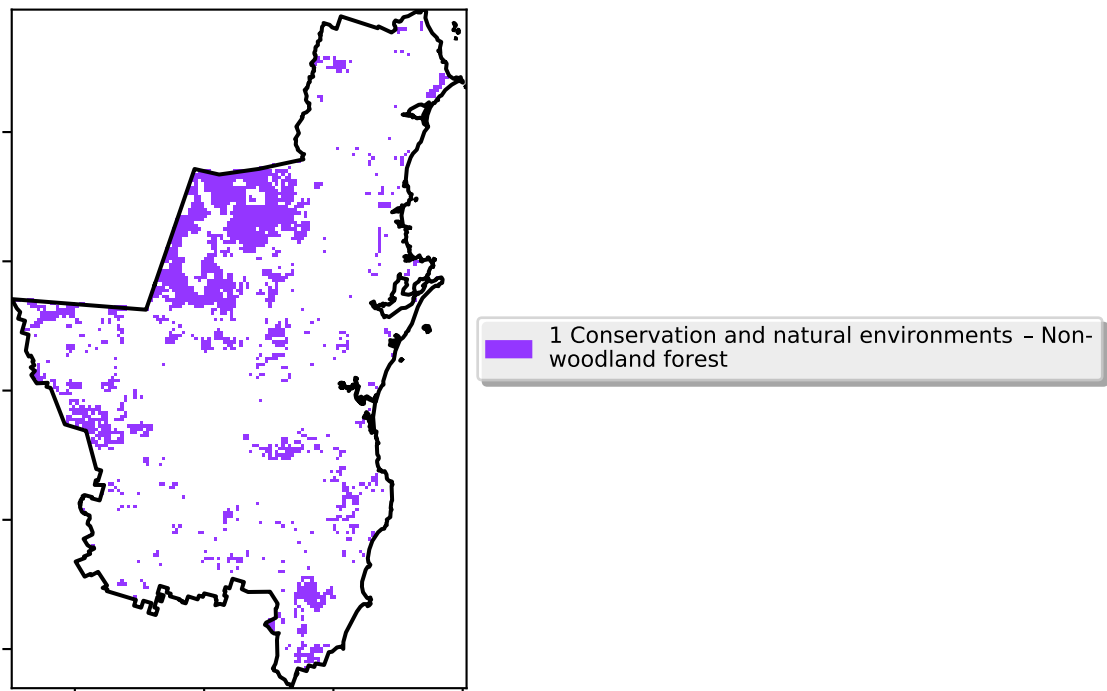 1 Conservation and natural environments – Non-
woodland forest